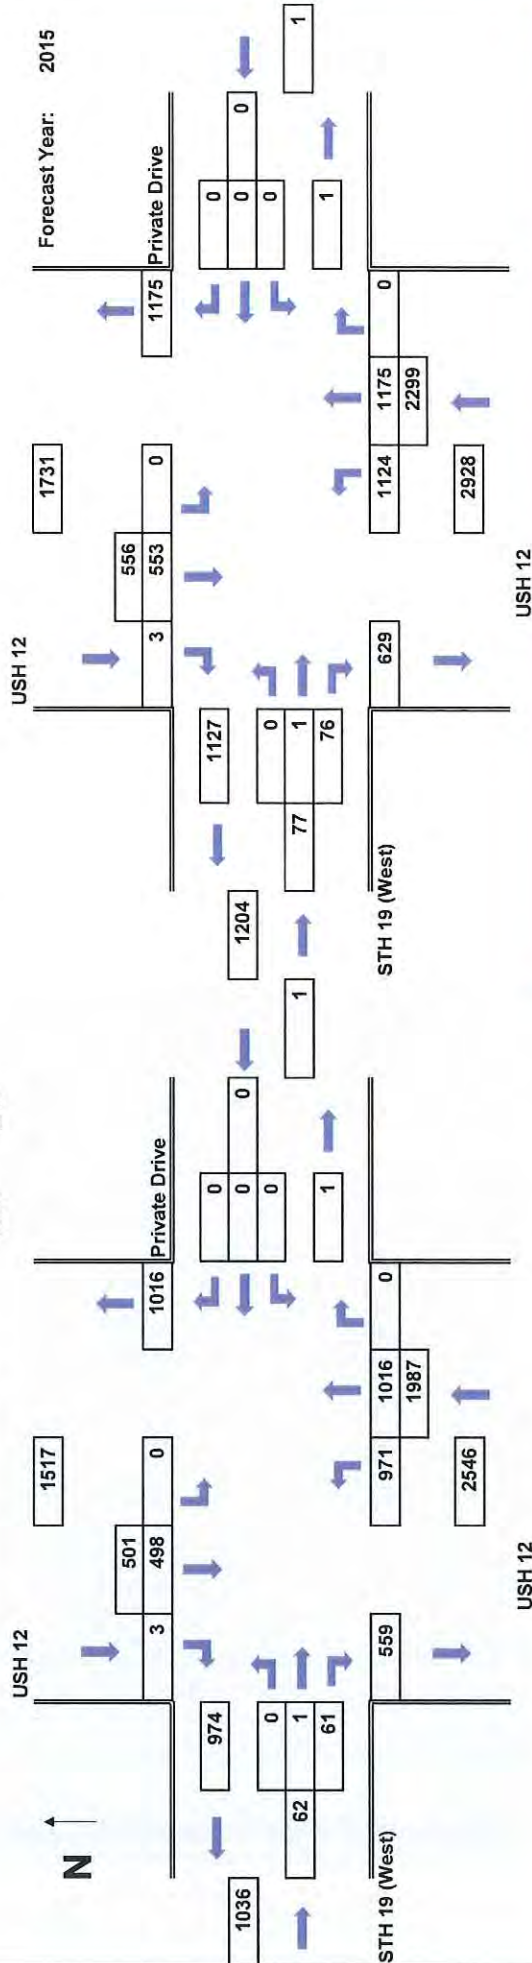 N
USH 12
1517
501
3 498 0
1016 Private Drive
974
1036
0
62 1
61
STH 19 (West)
0
0 0
0
1
1
559
971 1016 0
1987
2546
USH 12
Forecast Year: 2015
USH 12
1731
556
3 553 0
1175 Private Drive
1127
1204
0
77 1
76
STH 19 (West)
0
0 0
0
1
1
629
1124 1175 0
2299
2928
USH 12